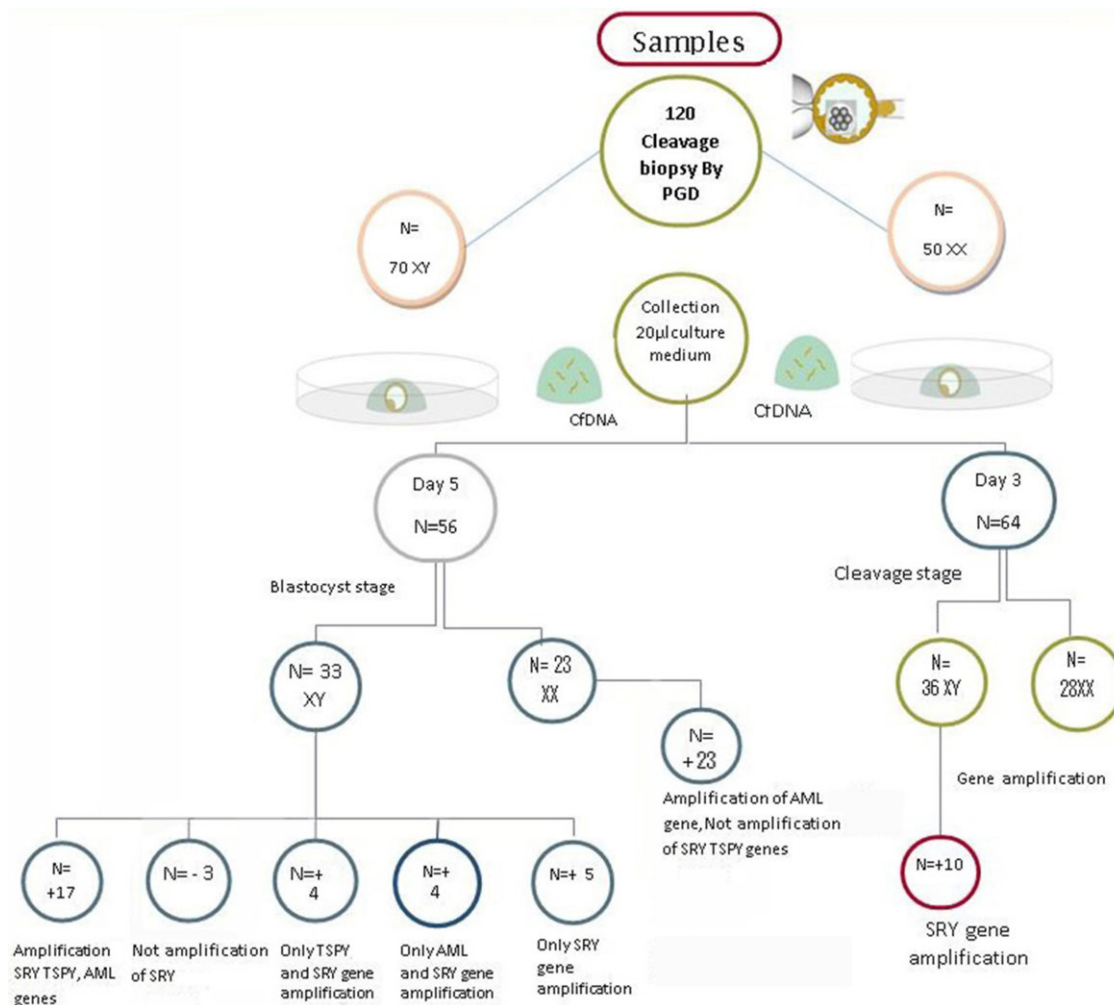 Samples
120
Cleavage
biopsy By
PGD
N=
70 XY
N=
50 XX
Collection
20µlculture
medium
CfDNA
CtDNA
Day 5
N=56
Day 3
N=64
Blastocyst stage
Cleavage stage
N= 33
XY
N= 23
XX
N=
36 XY
N=
28XX
N=
+23
Amplification of AML
gene, Not amplification
of SRY TSPY genes
Gene amplification
N=
+17
N= - 3
N=+
4
N=+
4
N=+ 5
N=+10
Amplification
SRY TSPY, AML
genes
Not amplification
of SRY
Only TSPY
and SRY gene
amplification
Only AML
and SRY gene
amplification
Only SRY
gene
amplification
SRY gene
amplification